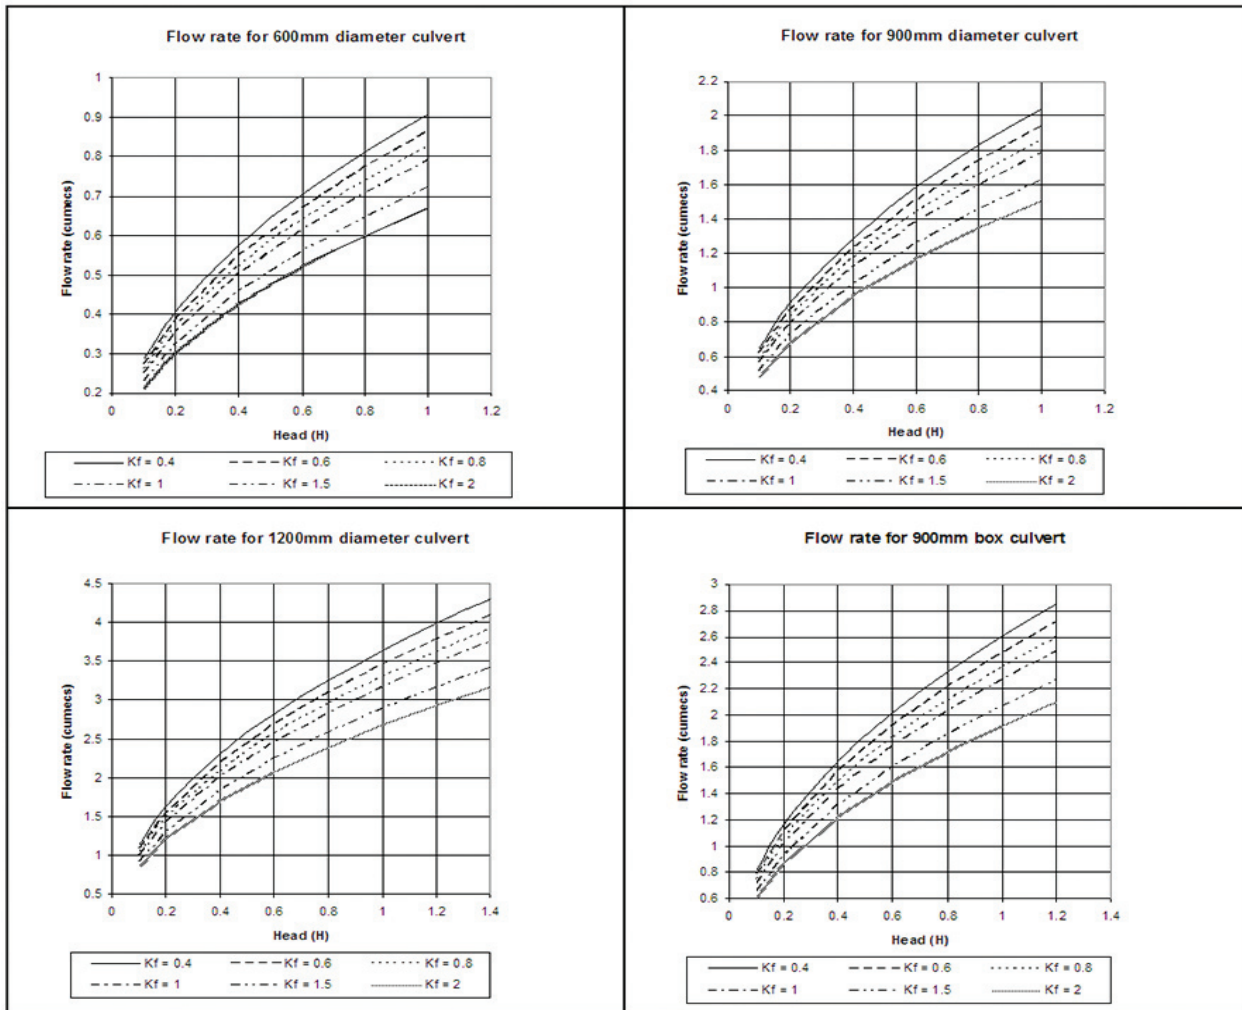 Flow rate for 600mm diameter culvert
Flow rate (cumecs)
1
0.9
0.8
0.7
0.6
0.5
0.4
0.3
0.2
0 0.2 0.4 0.6 0.8 1 1.2
Head (H)
Kf = 0.4 Kf = 0.6 Kf = 0.8
Kf = 1 Kf = 1.5 Kf = 2
Flow rate for 900mm diameter culvert
Flow rate (cumecs)
2.2
2
1.8
1.6
1.4
1.2
1
0.8
0.6
0.4
0 0.2 0.4 0.6 0.8 1 1.2
Head (H)
Kf = 0.4 Kf = 0.6 Kf = 0.8
Kf = 1 Kf = 1.5 Kf = 2
Flow rate for 1200mm diameter culvert
Flow rate (cumecs)
4.5
4
3.5
3
2.5
2
1.5
1
0.5
0 0.2 0.4 0.6 0.8 1 1.2 1.4
Head (H)
Kf = 0.4 Kf = 0.6 Kf = 0.8
Kf = 1 Kf = 1.5 Kf = 2
Flow rate for 900mm box culvert
Flow rate (cumecs)
3
2.8
2.6
2.4
2.2
2
1.8
1.6
1.4
1.2
1
0.8
0.6
0 0.2 0.4 0.6 0.8 1 1.2 1.4
Head (H)
Kf = 0.4 Kf = 0.6 Kf = 0.8
Kf = 1 Kf = 1.5 Kf = 2